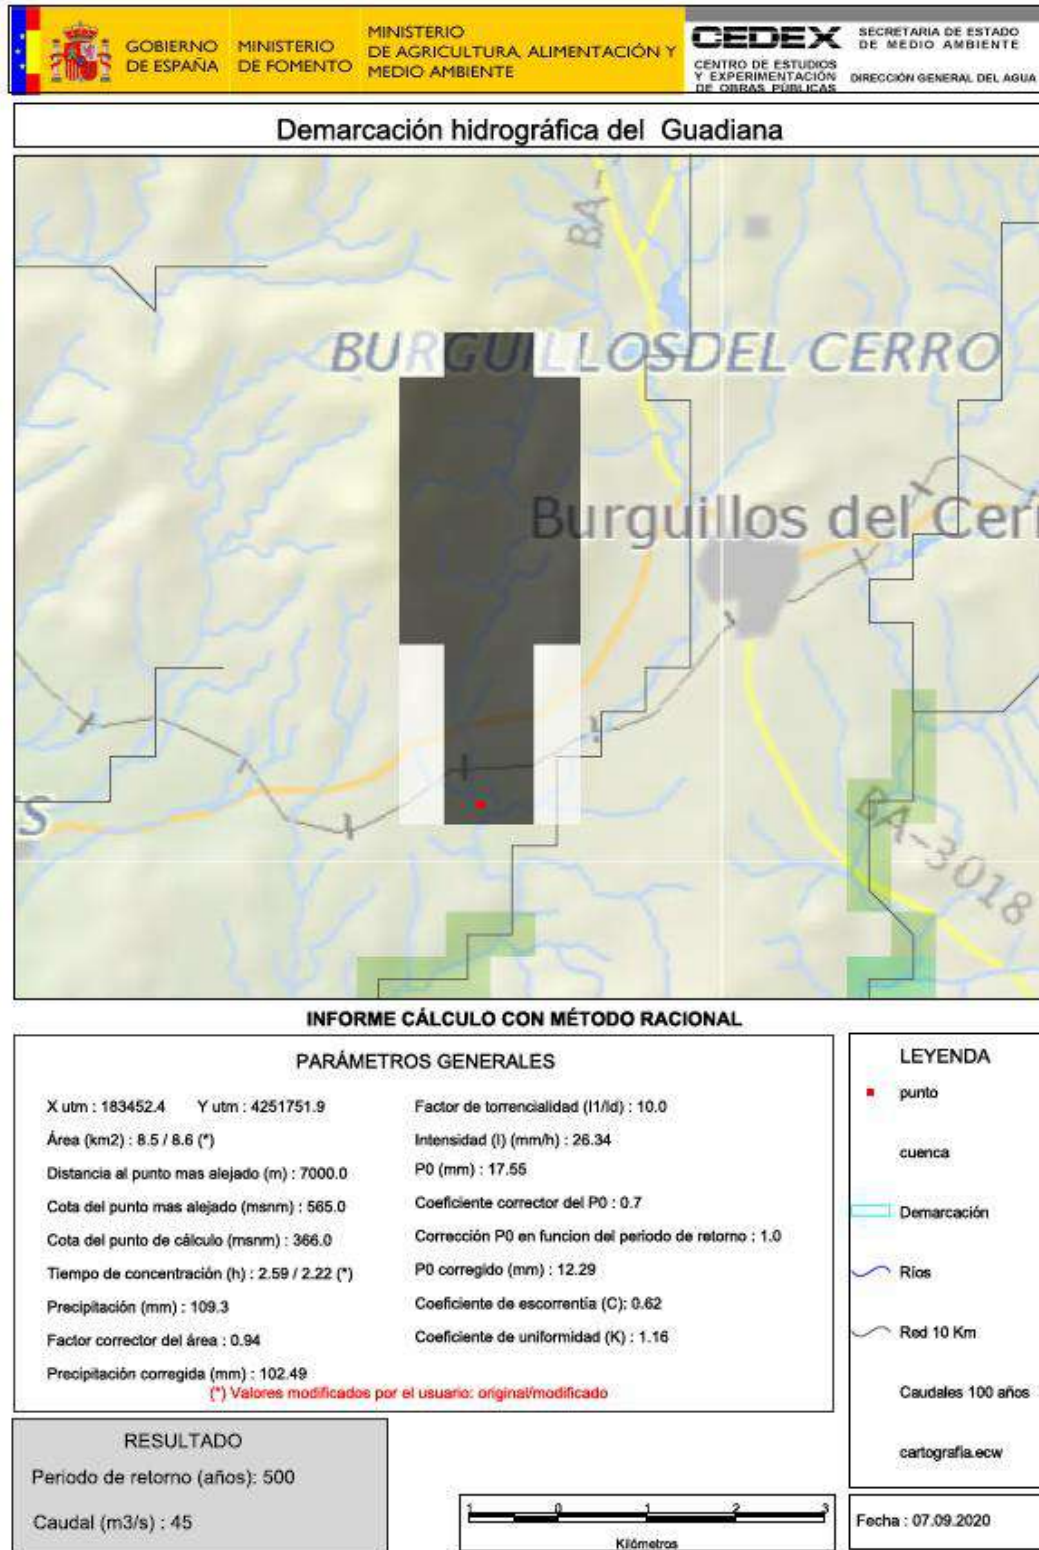 GOBIERNO
DE ESPAÑA
MINISTERIO
DE FOMENTO
MINISTERIO
DE AGRICULTURA, ALIMENTACIÓN Y
MEDIO AMBIENTE
CEDEX
CENTRO DE ESTUDIOS
Y EXPERIMENTACIÓN
DE OBRAS PÚBLICAS
SECRETARIA DE ESTADO
DE MEDIO AMBIENTE
DIRECCIÓN GENERAL DEL AGUA
Demarcación hidrográfica del Guadiana
BA-
BURGUILLOSDEL CERRO
Burguillos del Cerr
S
BA-3018
INFORME CÁLCULO CON MÉTODO RACIONAL
PARÁMETROS GENERALES
X utm : 183452.4 Y utm : 4251751.9
Área (km2) : 8.5 / 8.6 (*)
Distancia al punto mas alejado (m) : 7000.0
Cota del punto mas alejado (msnm) : 565.0
Cota del punto de cálculo (msnm) : 366.0
Tiempo de concentración (h) : 2.59 / 2.22 (*)
Precipitación (mm) : 109.3
Factor corrector del área : 0.94
Precipitación corregida (mm) : 102.49
Factor de torrencialidad (I1/Id) : 10.0
Intensidad (I) (mm/h) : 26.34
P0 (mm) : 17.55
Coeficiente corrector del P0 : 0.7
Corrección P0 en funcion del periodo de retorno : 1.0
P0 corregido (mm) : 12.29
Coeficiente de escorrentía (C): 0.62
Coeficiente de uniformidad (K) : 1.16
(*) Valores modificados por el usuario: original/modificado
LEYENDA
punto
cuenca
Demarcación
Ríos
Red 10 Km
Caudales 100 años
cartografía.ecw
RESULTADO
Periodo de retorno (años): 500
Caudal (m3/s) : 45
1 0 1 2 3
Kilómetros
Fecha : 07.09.2020